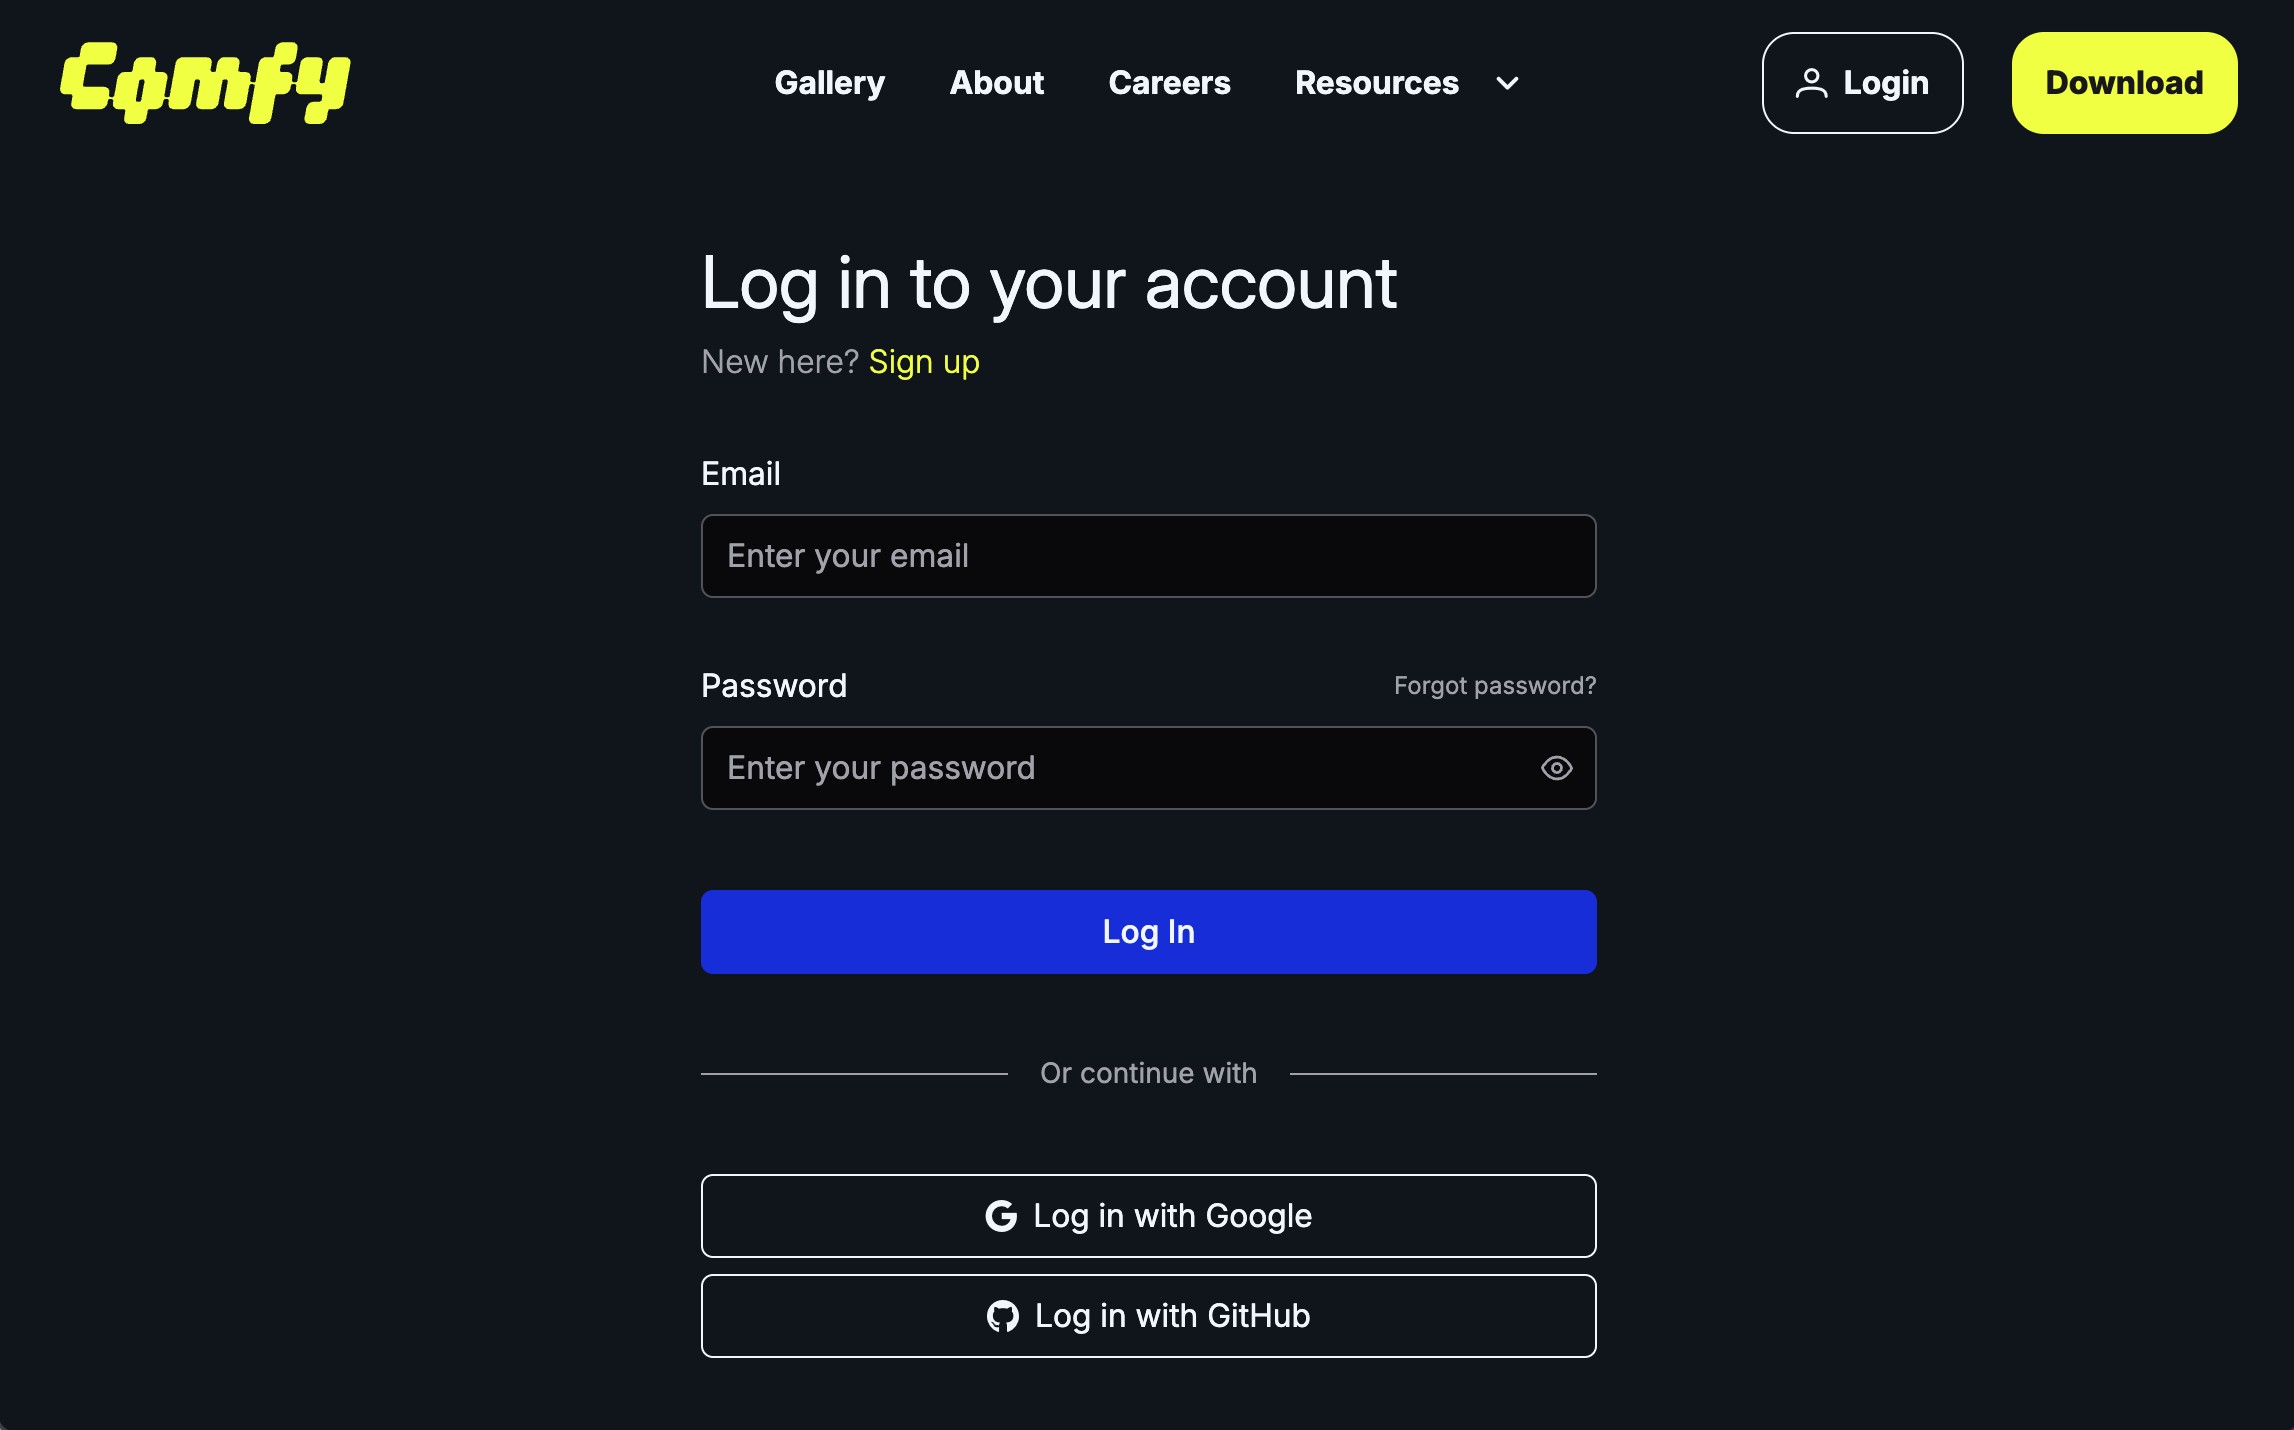 Comfy
Gallery About Careers Resources
Login
Download
Log in to your account
New here? Sign up
Email
Enter your email
Password
Forgot password?
Enter your password
Log In
Or continue with
Log in with Google
Log in with GitHub